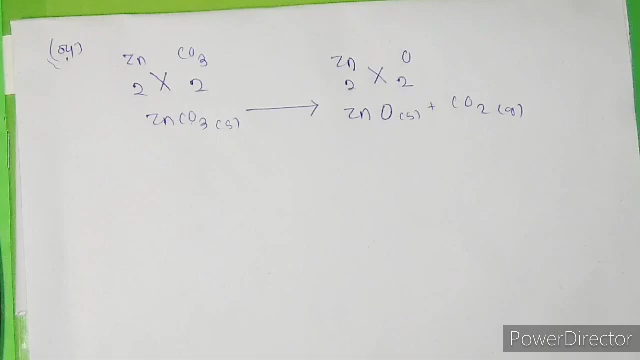 (54)
Zn CO3 Zn O
2 2 2 2
ZnCO3 (s) → ZnO(s) + CO2 (g)
PowerDirector